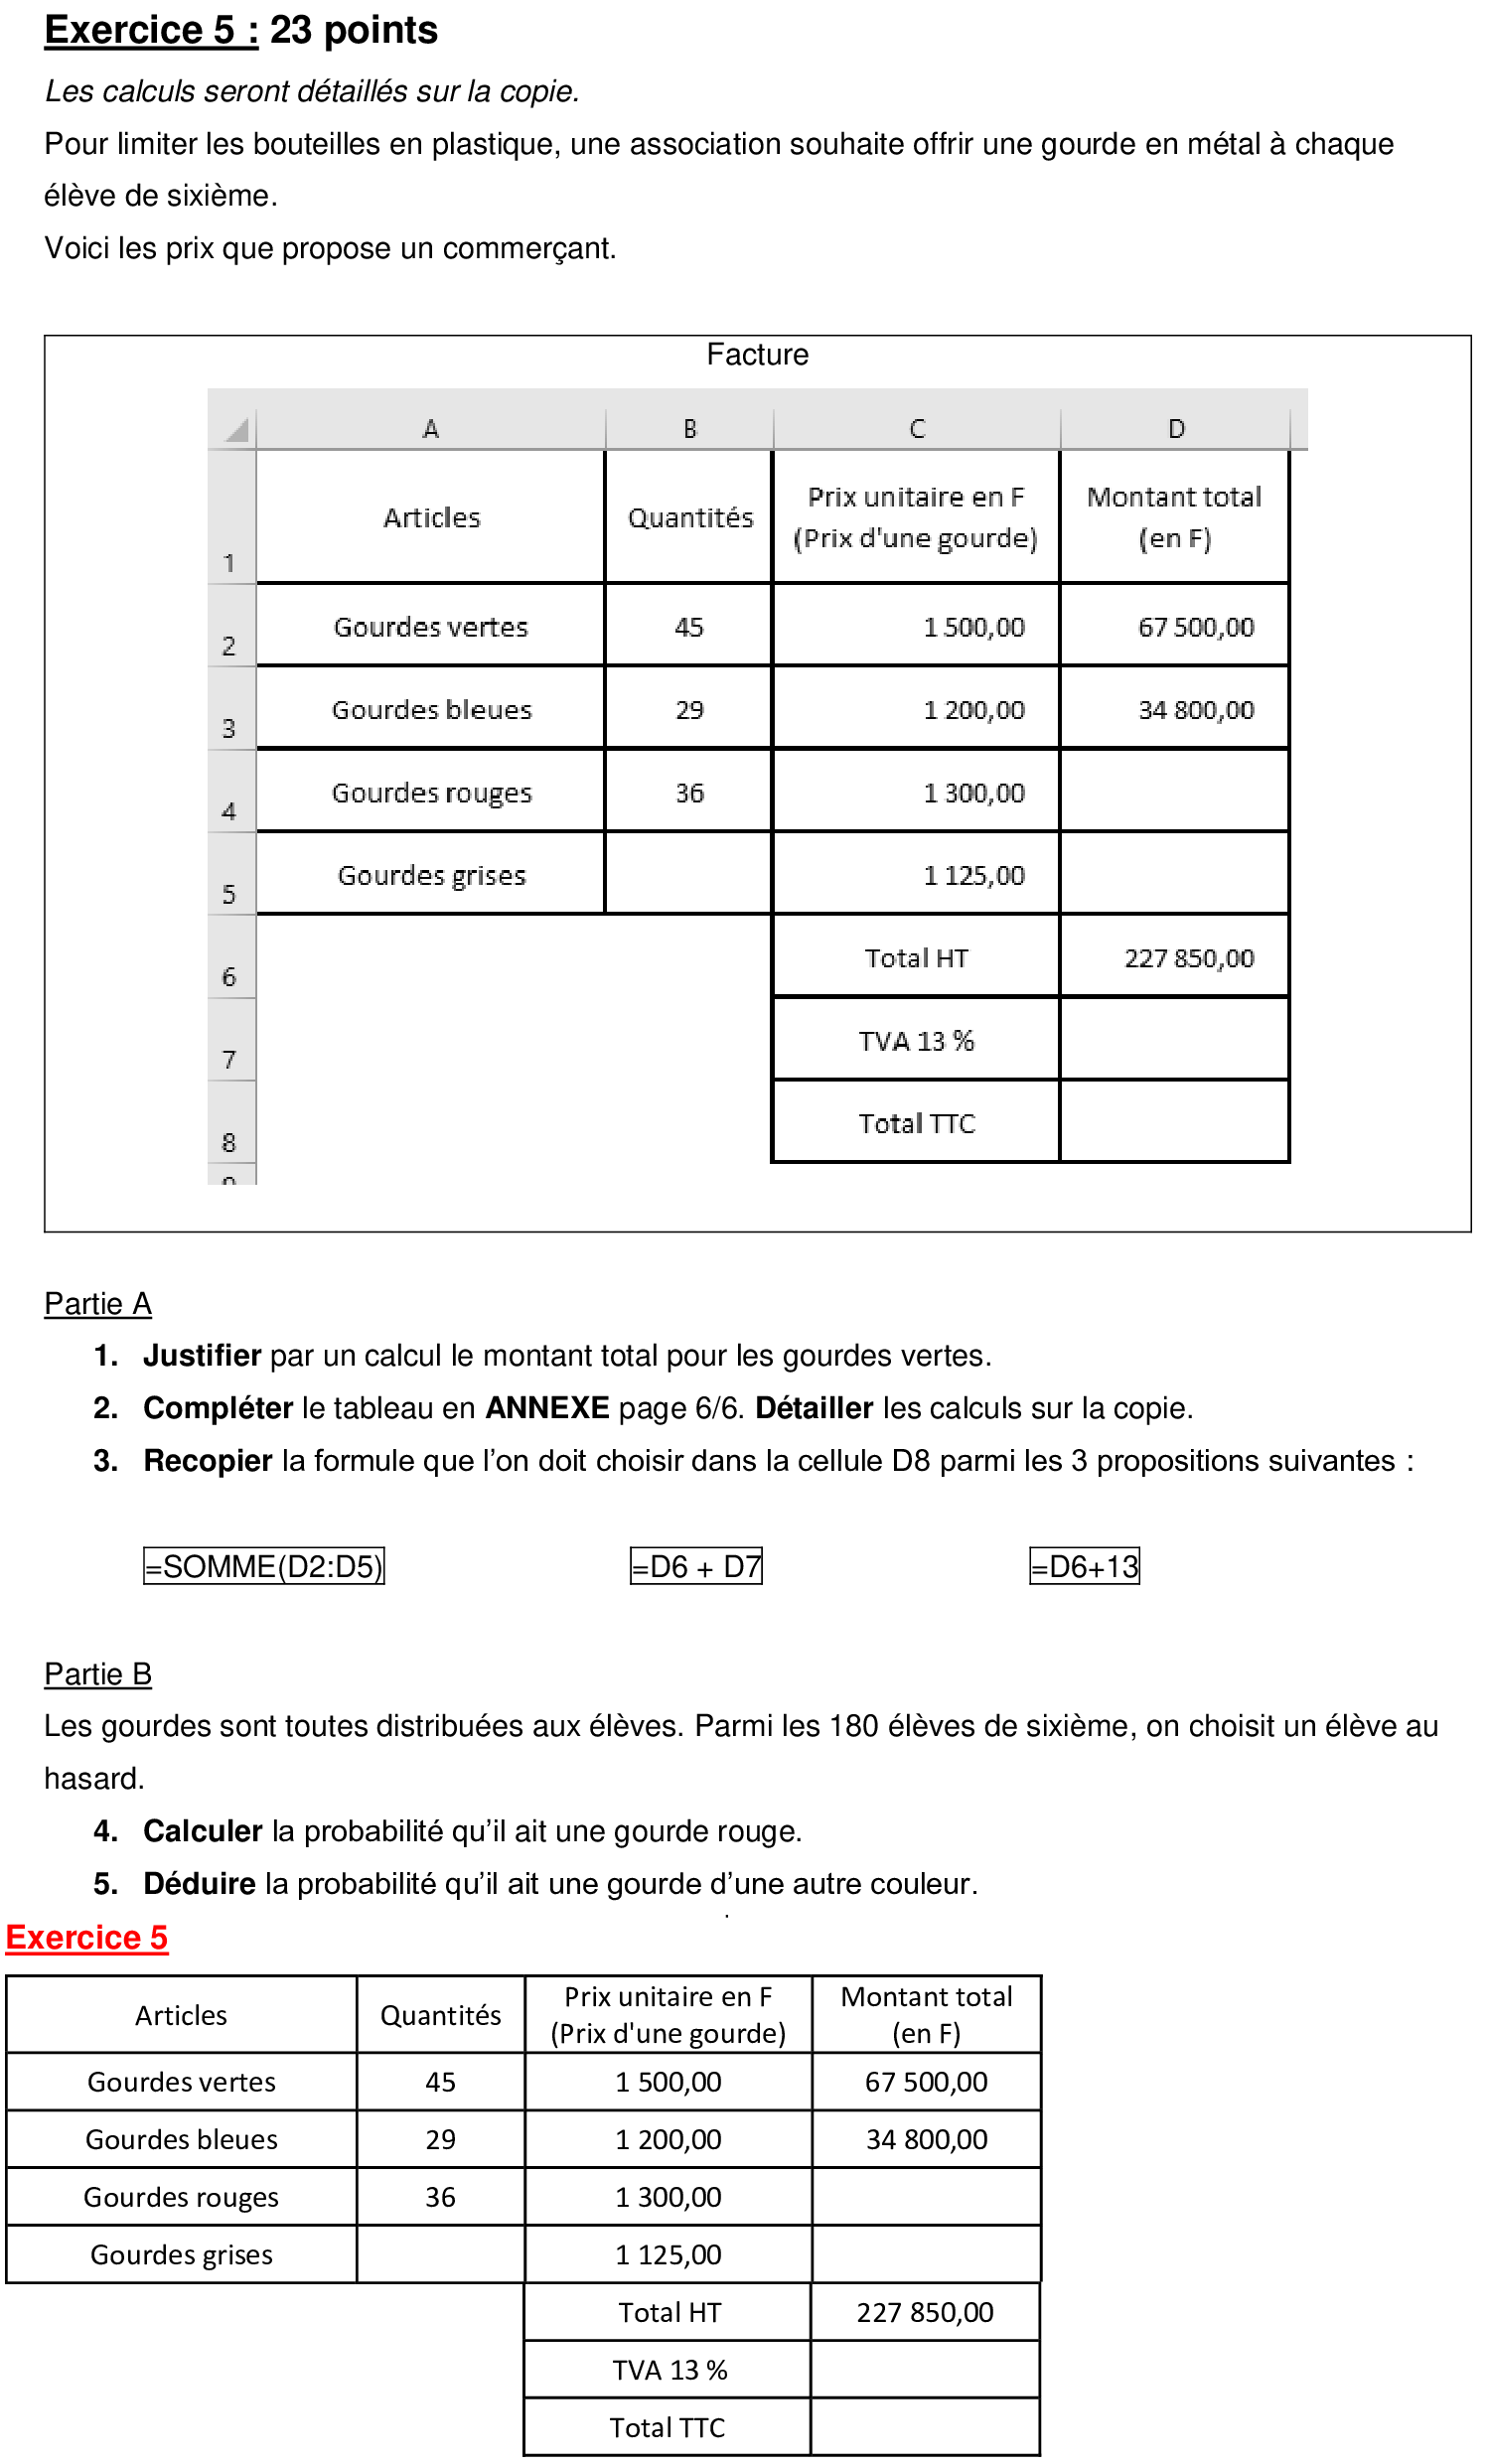 Exercice 5 : 23 points
Les calculs seront détaillés sur la copie.
Pour limiter les bouteilles en plastique, une association souhaite offrir une gourde en métal à chaque
élève de sixième.
Voici les prix que propose un commerçant.
Facture
A B C D
1 Articles Quantités Prix unitaire en F (Prix d'une gourde) Montant total (en F)
2 Gourdes vertes 45 1 500,00 67 500,00
3 Gourdes bleues 29 1 200,00 34 800,00
4 Gourdes rouges 36 1 300,00
5 Gourdes grises 1 125,00
6 Total HT 227 850,00
7 TVA 13 %
8 Total TTC
Partie A
1. Justifier par un calcul le montant total pour les gourdes vertes.
2. Compléter le tableau en ANNEXE page 6/6. Détailler les calculs sur la copie.
3. Recopier la formule que l’on doit choisir dans la cellule D8 parmi les 3 propositions suivantes :
=SOMME(D2:D5) =D6 + D7 =D6+13
Partie B
Les gourdes sont toutes distribuées aux élèves. Parmi les 180 élèves de sixième, on choisit un élève au
hasard.
4. Calculer la probabilité qu’il ait une gourde rouge.
5. Déduire la probabilité qu’il ait une gourde d’une autre couleur.
Exercice 5
Articles Quantités Prix unitaire en F (Prix d'une gourde) Montant total (en F)
Gourdes vertes 45 1 500,00 67 500,00
Gourdes bleues 29 1 200,00 34 800,00
Gourdes rouges 36 1 300,00
Gourdes grises 1 125,00
Total HT 227 850,00
TVA 13 %
Total TTC